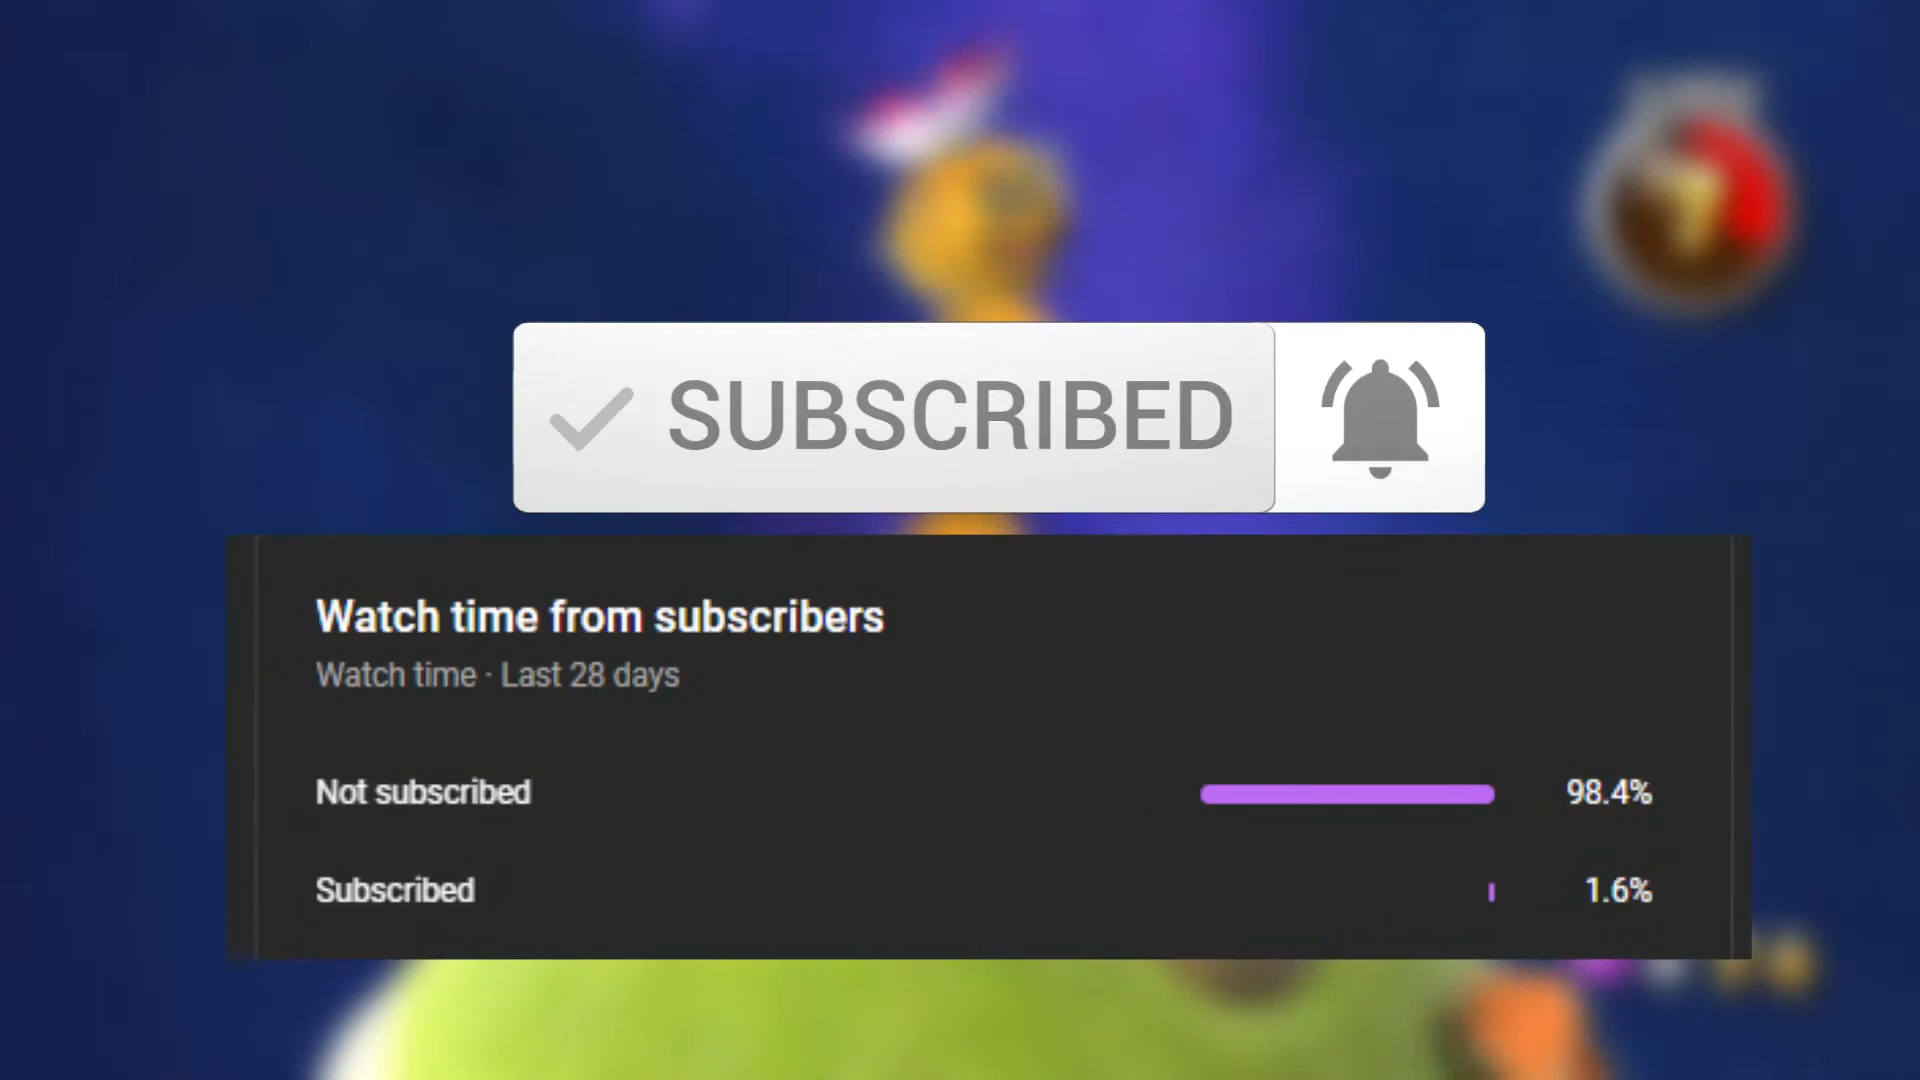 SUBSCRIBED
Watch time from subscribers
Watch time · Last 28 days
Not subscribed 98.4%
Subscribed 1.6%